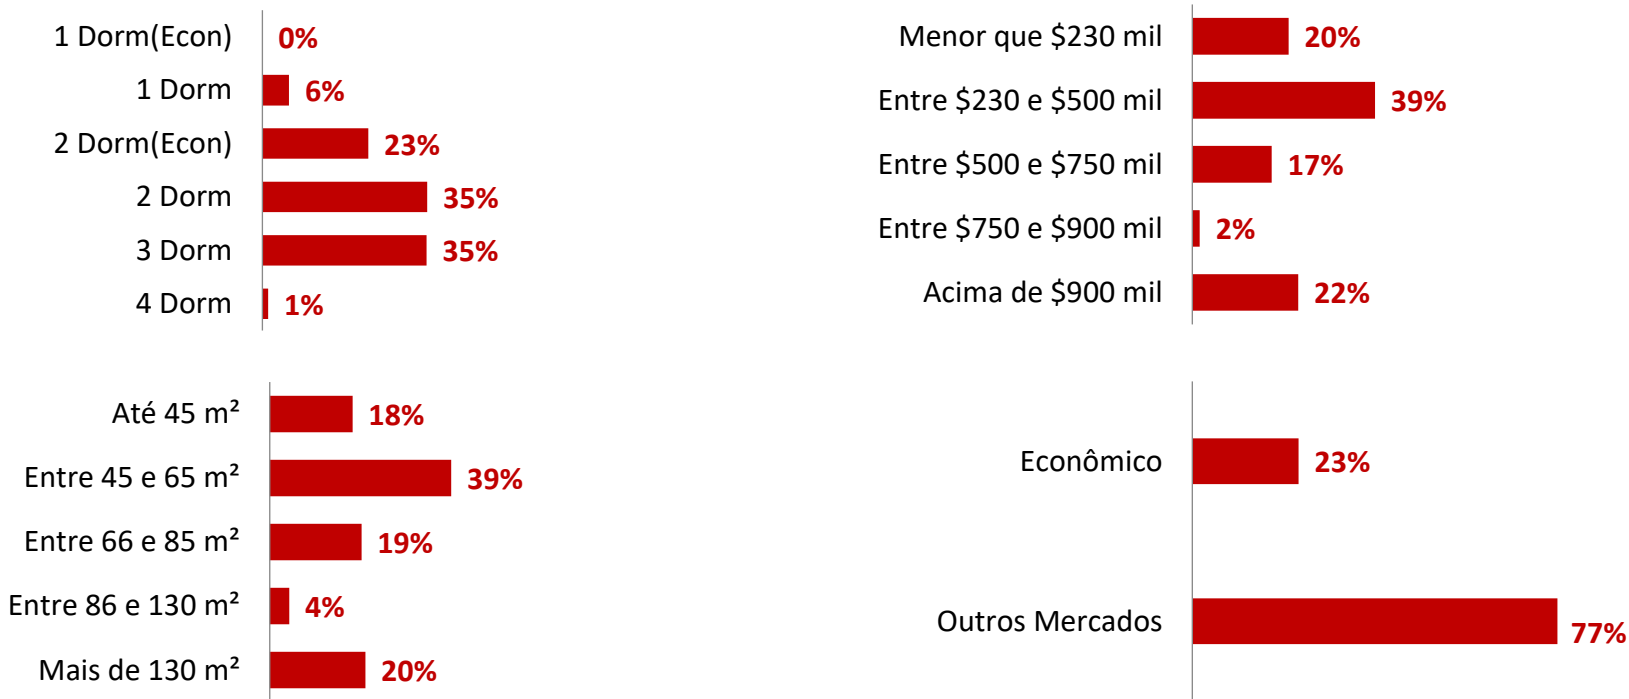 1 Dorm(Econ) 0%
1 Dorm 6%
2 Dorm(Econ) 23%
2 Dorm 35%
3 Dorm 35%
4 Dorm 1%
Menor que $230 mil 20%
Entre $230 e $500 mil 39%
Entre $500 e $750 mil 17%
Entre $750 e $900 mil 2%
Acima de $900 mil 22%
Até 45 m² 18%
Entre 45 e 65 m² 39%
Entre 66 e 85 m² 19%
Entre 86 e 130 m² 4%
Mais de 130 m² 20%
Econômico 23%
Outros Mercados 77%